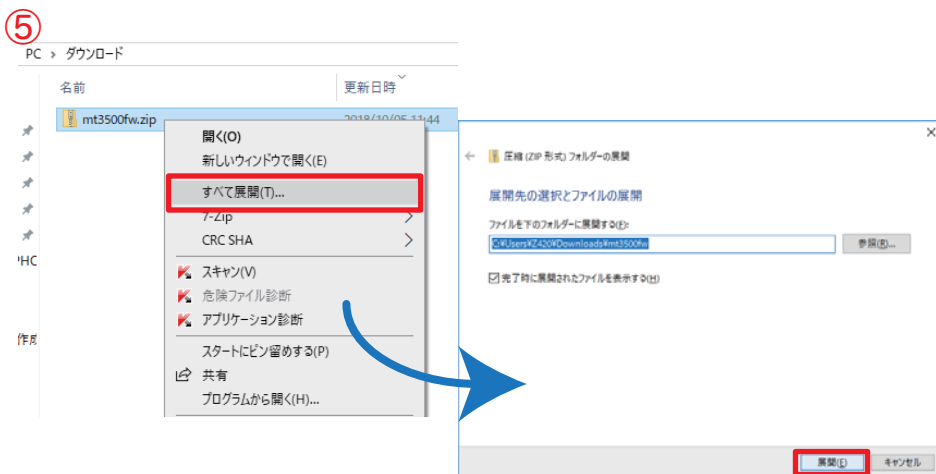 ⑤
PC > ダウンロード
名前
更新日時
mt3500fw.zip
2018/10/05 11:44
開く(O)
新しいウィンドウで開く(E)
すべて展開(T)...
7-Zip
CRC SHA
スキャン(V)
危険ファイル診断
アプリケーション診断
スタートにピン留めする(P)
共有
プログラムから開く(H)...
作成
圧縮 (ZIP 形式) フォルダーの展開
展開先の選択とファイルの展開
ファイルを下のフォルダーに展開する(F):
C:¥Users¥Z420¥Downloads¥mt3500fw
参照(R)...
完了時に展開されたファイルを表示する(H)
展開(E)
キャンセル